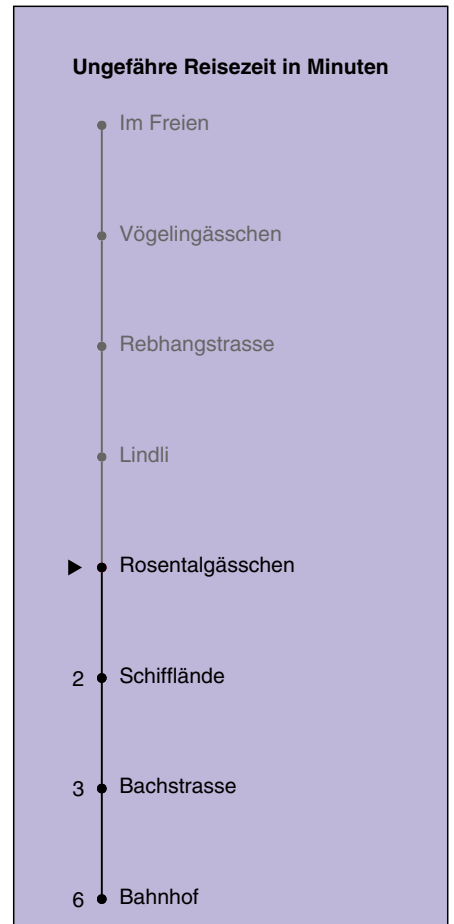 Ungefähre Reisezeit in Minuten
Im Freien
Vögelingässchen
Rebhangstrasse
Lindli
Rosentalgässchen
2 Schifflände
3 Bachstrasse
6 Bahnhof